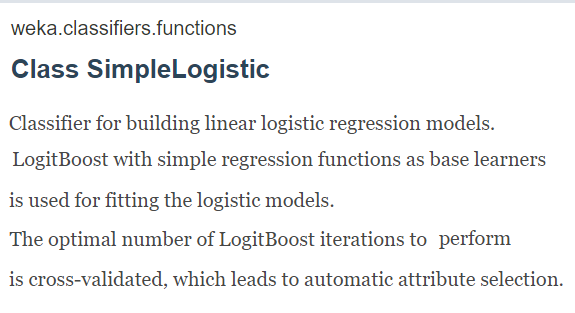 weka.classifiers.functions
Class SimpleLogistic
Classifier for building linear logistic regression models.
LogitBoost with simple regression functions as base learners
is used for fitting the logistic models.
The optimal number of LogitBoost iterations to perform
is cross-validated, which leads to automatic attribute selection.